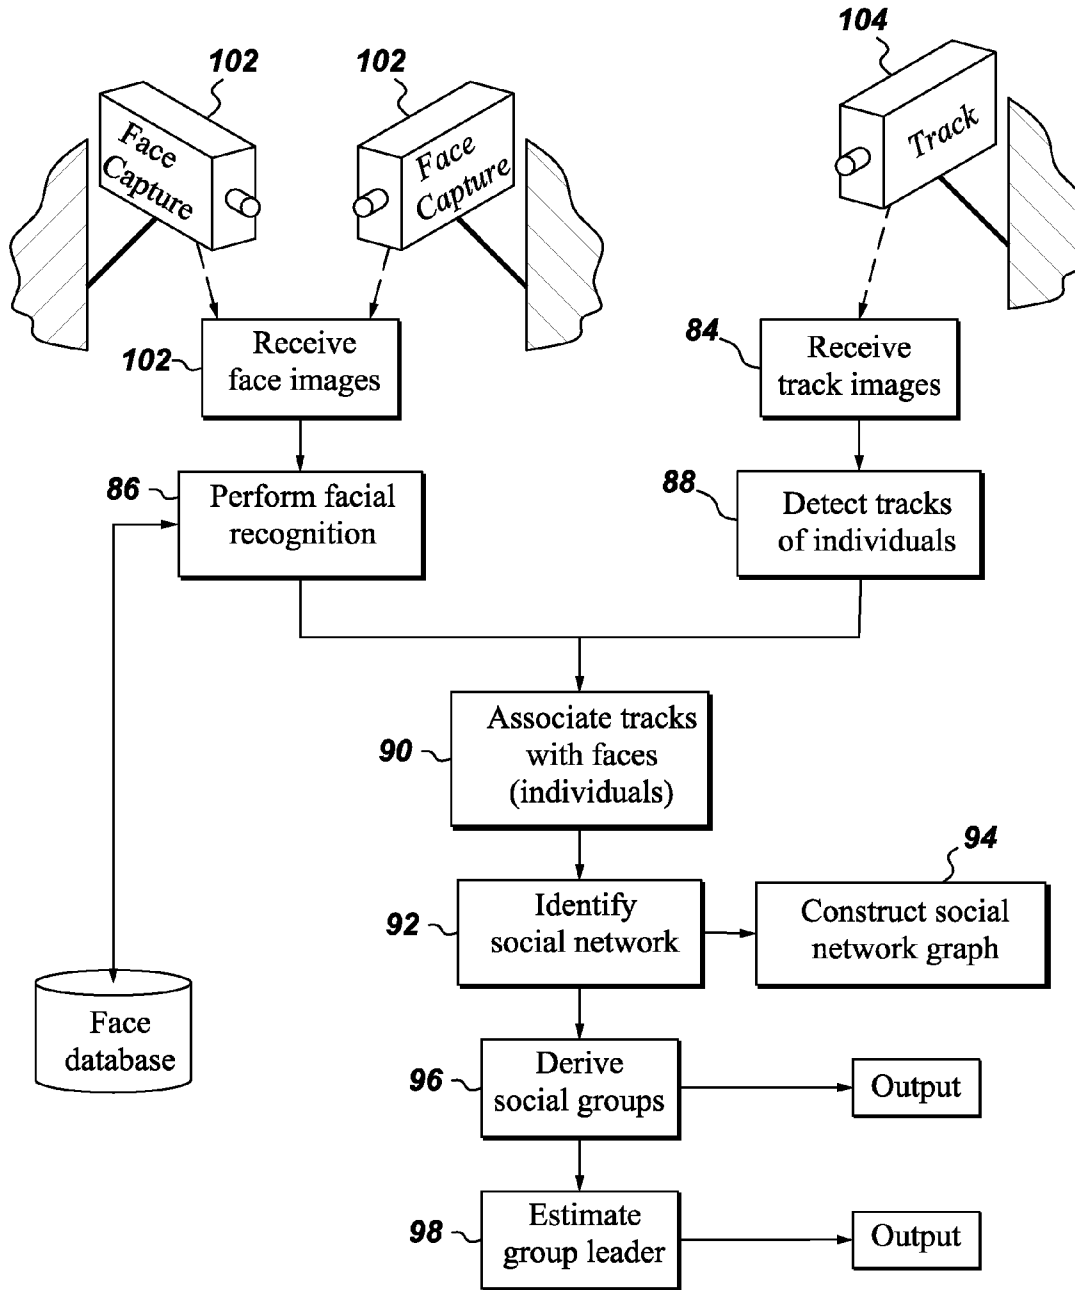 104
102
102
Face
Capture
Face
Capture
Track
102
Receive
face images
84
Receive
track images
86
Perform facial
recognition
88
Detect tracks
of individuals
90
Associate tracks
with faces
(individuals)
92
Identify
social network
94
Construct social
network graph
Face
database
96
Derive
social groups
Output
98
Estimate
group leader
Output